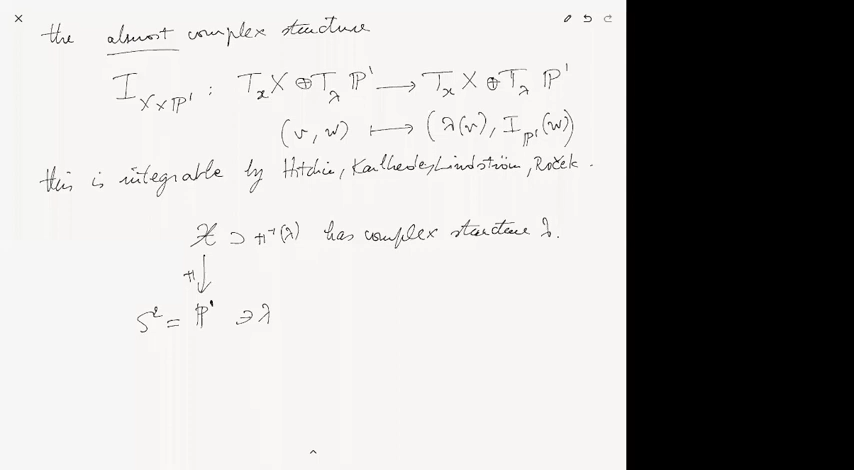 the almost complex structure
I_{X×ℙ¹} : T_x X ⊕ T_λ ℙ¹ ⟶ T_x X ⊕ T_λ ℙ¹
(v, w) ⟼ (λ(v), I_{ℙ¹}(w))
this is integrable by Hitchin, Karlhede, Lindström, Roček.
𝒳 ⊃ π⁻¹(λ) has complex structure λ.
π ↓
S² = ℙ¹ ∋ λ